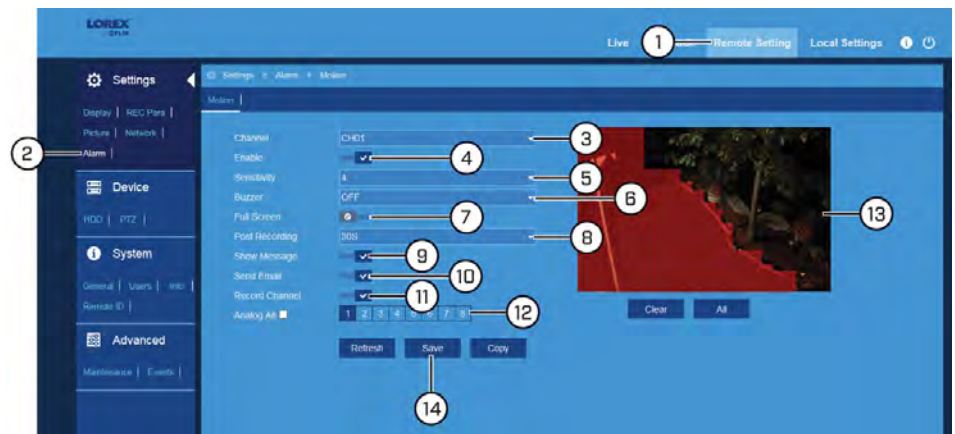 LOREX
Live
1
Remote Setting
Local Settings
Settings
Settings > Alarm > Motion
Display | REC Para |
Motion |
Picture | Network |
2
Alarm |
Channel CH01 3
Enable 4
Sensitivity 4 5
Device
Buzzer OFF 6
13
HDD | PTZ |
Full Screen 7
Post Recording 30S 8
System
Show Message 9
Send Email 10
General | Users | Info |
Record Channel 11
Remote ID |
Analog All 1 2 3 4 5 6 7 8 12
Clear All
Advanced
Refresh Save Copy
Maintenance | Events |
14